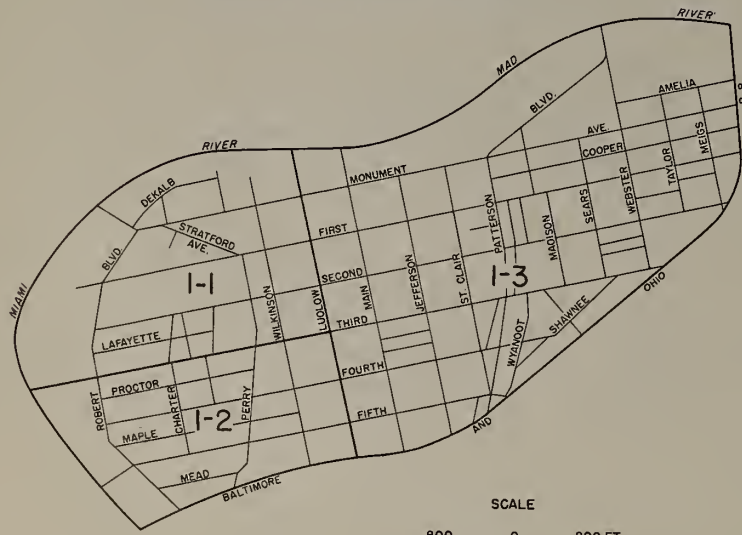 RIVER
MAD
AMELIA
BLVD.
AVE.
COOPER
MEIGS
RIVER
MONUMENT
TAYLOR
DEKALB
WEBSTER
SEARS
PATTERSON
FIRST
STRATFORD
AVE.
MADISON
BLVD
ST. CLAIR
1-3
SECOND
JEFFERSON
MAIN
OHIO
1-1
MIAMI
WILKINSON
LUDLOW
THIRD
SHAWNEE
WYANDOT
LAFAYETTE
FOURTH
PROCTOR
ROBERT
CHARTER
PERRY
FIFTH
1-2
MAPLE
AND
MEAD
BALTIMORE
SCALE